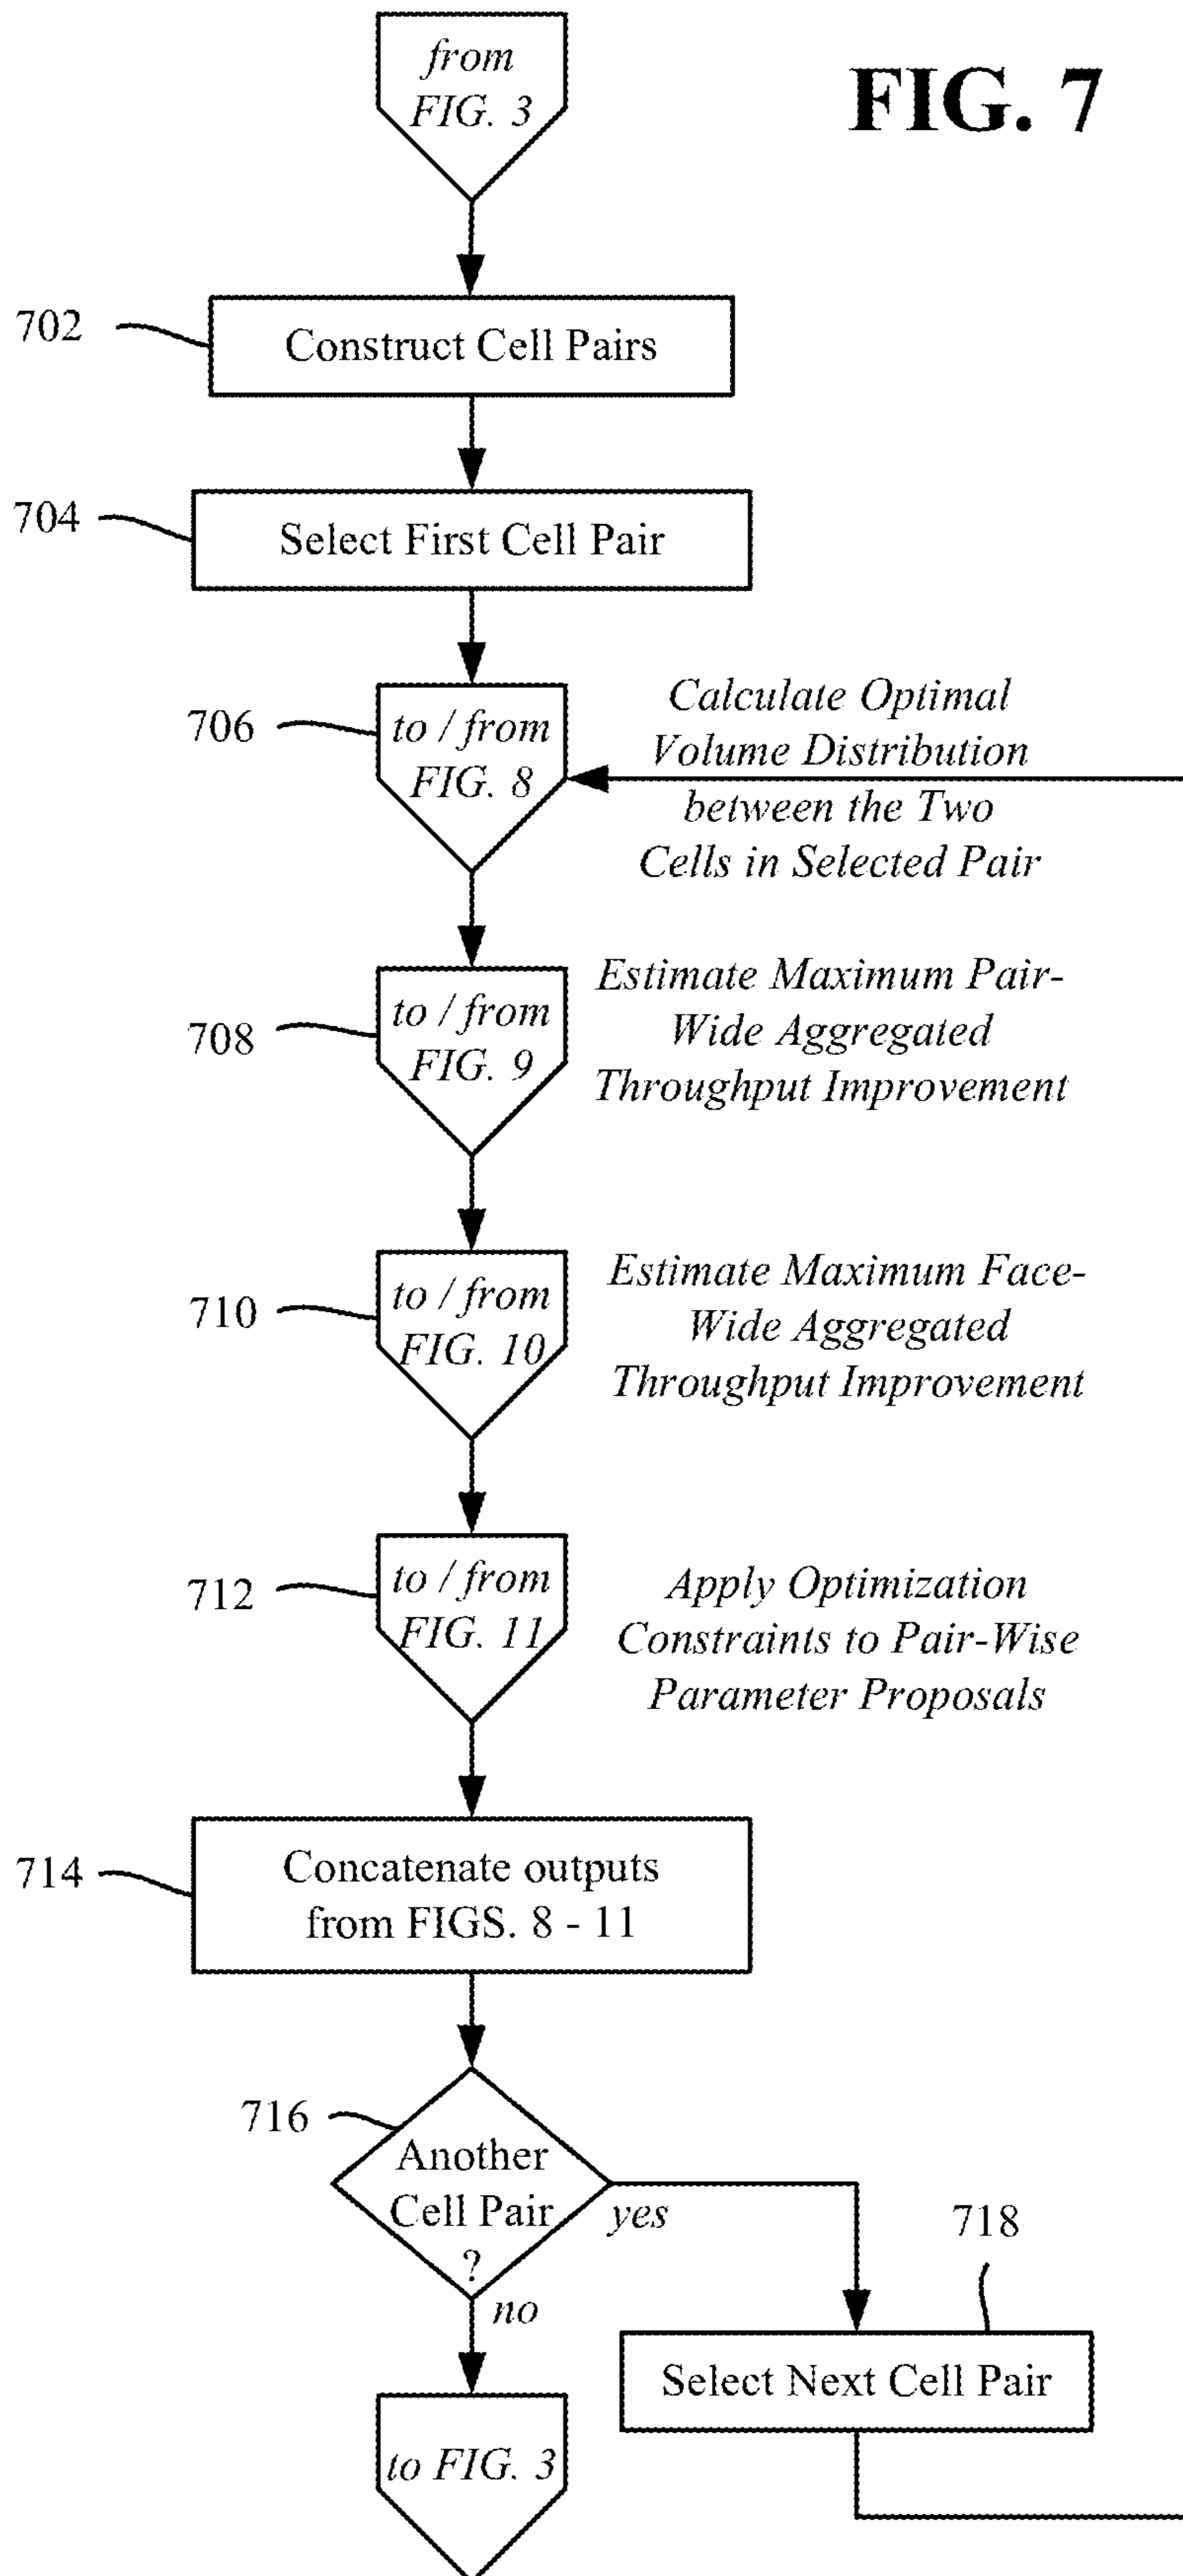 FIG. 7
from
FIG. 3
702
Construct Cell Pairs
704
Select First Cell Pair
706
to / from
FIG. 8
Calculate Optimal
Volume Distribution
between the Two
Cells in Selected Pair
708
to / from
FIG. 9
Estimate Maximum Pair-
Wide Aggregated
Throughput Improvement
710
to / from
FIG. 10
Estimate Maximum Face-
Wide Aggregated
Throughput Improvement
712
to / from
FIG. 11
Apply Optimization
Constraints to Pair-Wise
Parameter Proposals
714
Concatenate outputs
from FIGS. 8 - 11
716
Another
Cell Pair
?
yes
no
718
Select Next Cell Pair
to FIG. 3